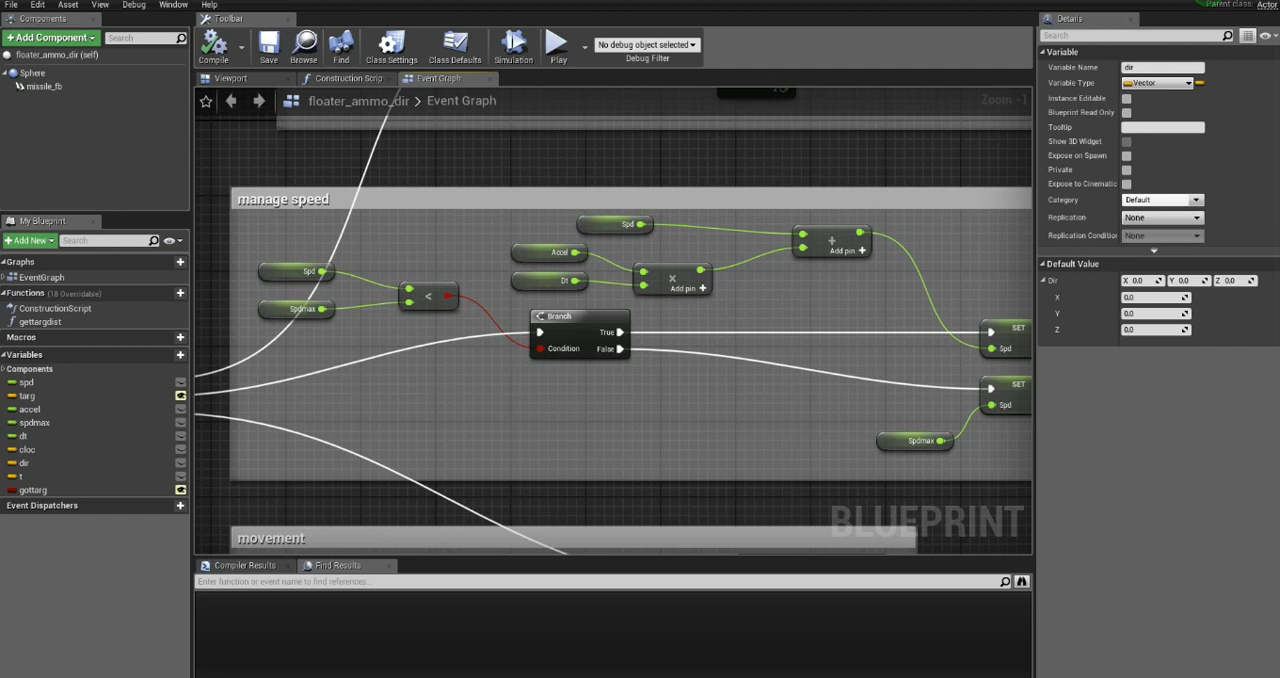 File Edit Asset View Debug Window Help
Parent class: Actor
Components
Toolbar
Details
Add Component
Search
floater_ammo_dir (self)
Sphere
missile_fb
Compile
Save
Browse
Find
Class Settings
Class Defaults
Simulation
Play
No debug object selected
Debug Filter
Viewport
Construction Scrip
Event Graph
floater_ammo_dir > Event Graph
Zoom -1
manage speed
Spd
Accel
Dt
x
Add pin +
+
Add pin +
Spd
Spdmax
<
Branch
True
Condition
False
SET
Spd
SET
Spd
Spdmax
BLUEPRINT
movement
My Blueprint
Add New
Search
Graphs
EventGraph
Functions (18 Overridable)
ConstructionScript
gettargdist
Macros
Variables
Components
spd
targ
accel
spdmax
dt
cloc
dir
t
gottarg
Event Dispatchers
Compiler Results
Find Results
Enter function or event name to find references...
Search
Variable
Variable Name dir
Variable Type Vector
Instance Editable
Blueprint Read Only
Tooltip
Show 3D Widget
Expose on Spawn
Private
Expose to Cinematic
Category Default
Replication None
Replication Condition None
Default Value
Dir X 0.0 Y 0.0 Z 0.0
X 0.0
Y 0.0
Z 0.0